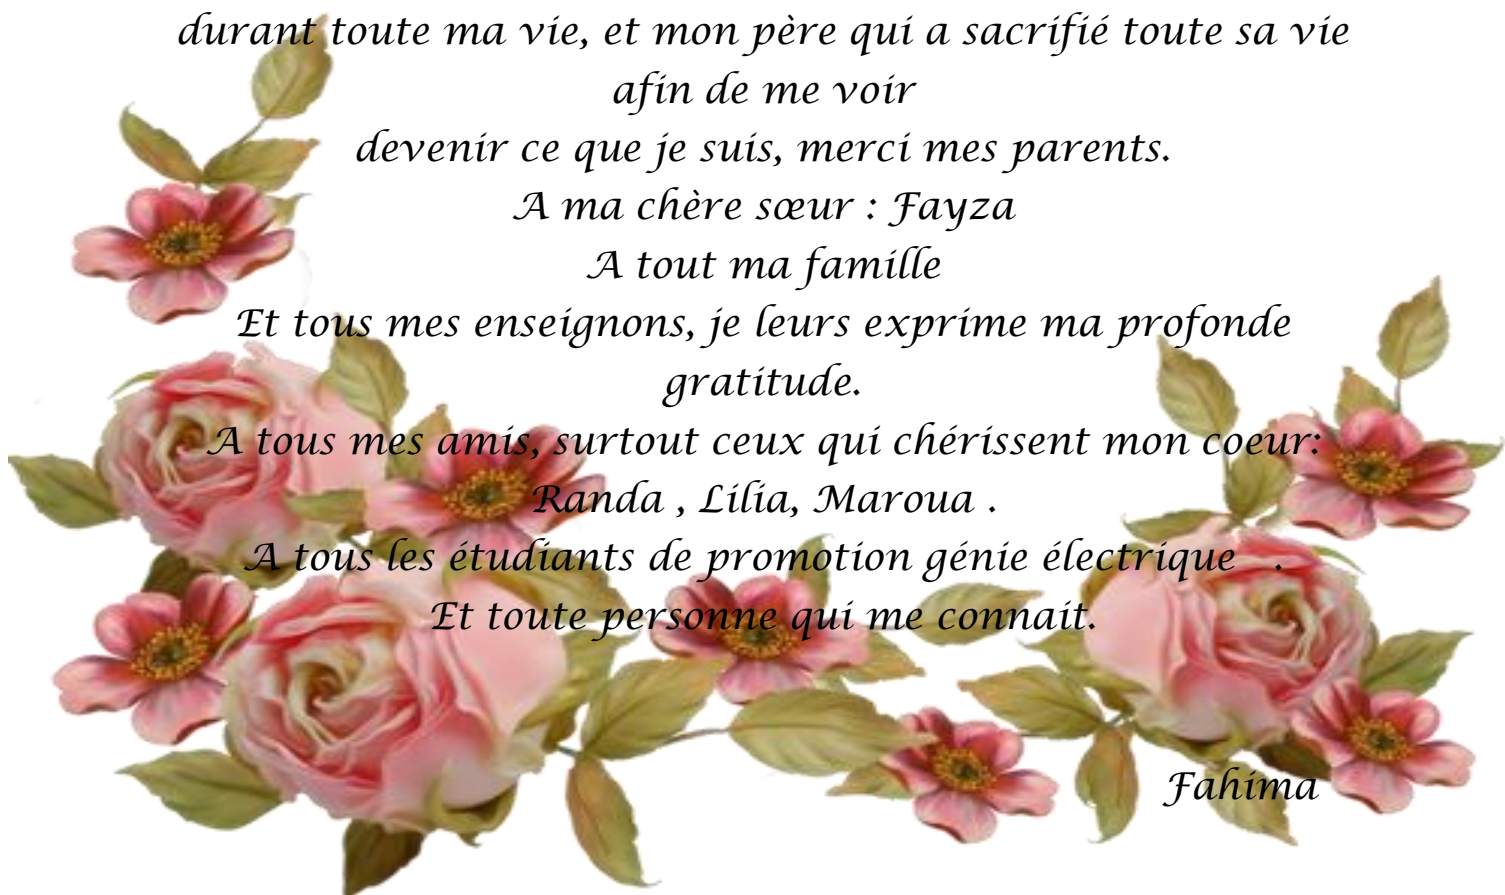 durant toute ma vie, et mon père qui a sacrifié toute sa vie
afin de me voir
devenir ce que je suis, merci mes parents.
A ma chère sœur : Fayza
A tout ma famille
Et tous mes enseignons, je leurs exprime ma profonde
gratitude.
A tous mes amis, surtout ceux qui chérissent mon coeur:
Randa , Lilia, Maroua .
A tous les étudiants de promotion génie électrique .
Et toute personne qui me connait.
Fahima